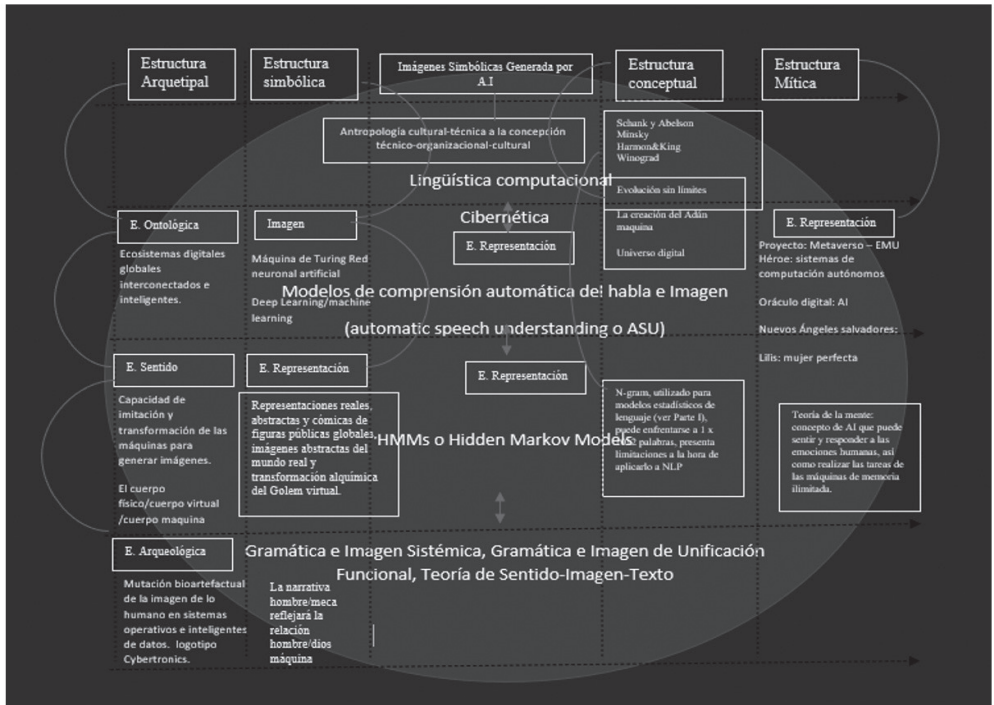 Estructura
Arquetipal
Estructura
simbólica
Imágenes Simbólicas Generada por
A.I
Estructura
conceptual
Estructura
Mítica
Antropología cultural-técnica a la concepción
técnico-organizacional-cultural
Schank y Abelson
Minsky
Harmon&King
Winograd
Lingüística computacional
Evolución sin límites
La creación del Adán
maquina
Universo digital
Cibernética
E. Representación
E. Ontológica
Ecosistemas digitales
globales
interconectados e
inteligentes.
Imagen
Máquina de Turing Red
neuronal artificial
Deep Learning/machine
learning
E. Representación
Proyecto: Metaverso – EMU
Héroe: sistemas de
computación autónomos
Oráculo digital: AI
Nuevos Ángeles salvadores:
Lilis: mujer perfecta
Modelos de comprensión automática del habla e Imagen
(automatic speech understanding o ASU)
E. Sentido
Capacidad de
imitación y
transformación de las
máquinas para
generar imágenes.
El cuerpo
físico/cuerpo virtual
/cuerpo maquina
E. Representación
Representaciones reales,
abstractas y cómicas de
figuras públicas globales,
imágenes abstractas del
mundo real y
transformación alquímica
del Golem virtual.
E. Representación
HMMs o Hidden Markov Models
N-gram, utilizado para
modelos estadísticos de
lenguaje (ver Parte I),
puede enfrentarse a 1 x
palabras, presenta
limitaciones a la hora de
aplicarlo a NLP
Teoría de la mente:
concepto de AI que puede
sentir y responder a las
emociones humanas, así
como realizar las tareas de
las máquinas de memoria
ilimitada.
E. Arqueológica
Mutación bioartefactual
de la imagen de lo
humano en sistemas
operativos e inteligentes
de datos. logotipo
Cybertronics.
La narrativa
hombre/meca
reflejará la
relación
hombre/dios
máquina
Gramática e Imagen Sistémica, Gramática e Imagen de Unificación
Funcional, Teoría de Sentido-Imagen-Texto